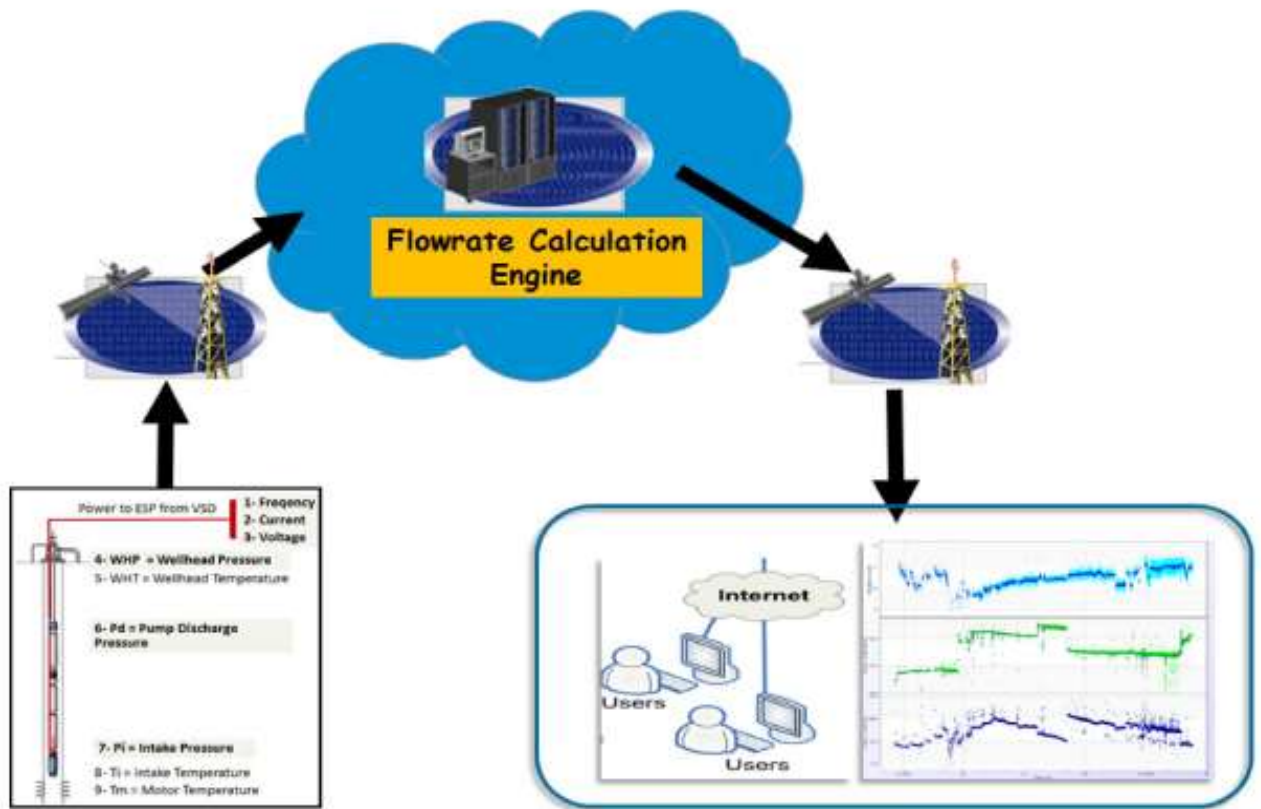 Flowrate Calculation
Engine
Power to ESP from VSD
1- Freqency
2- Current
3- Voltage
4- WHP = Wellhead Pressure
5- WHT = Wellhead Temperature
6- Pd = Pump Discharge
Pressure
7- Pi = Intake Pressure
8- Ti = Intake Temperature
9- Tm = Motor Temperature
Internet
Users
Users